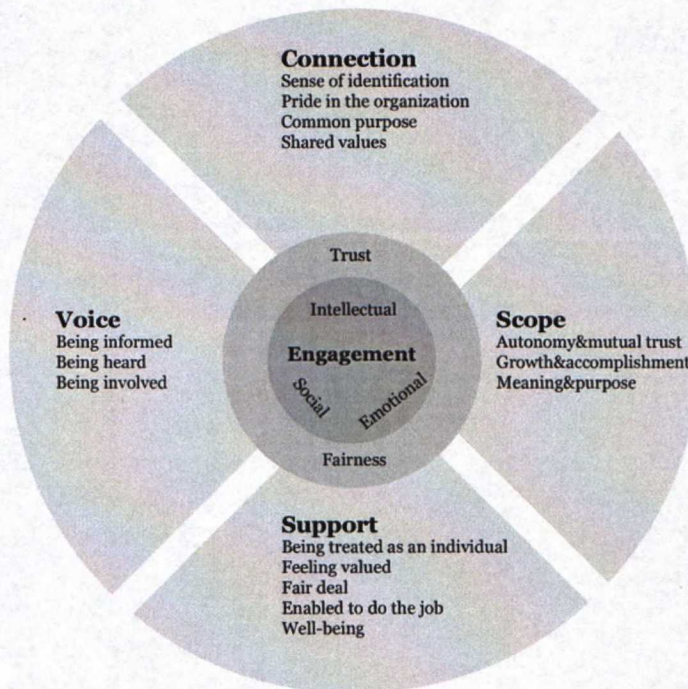 Connection
Sense of identification
Pride in the organization
Common purpose
Shared values
Trust
Intellectual
Engagement
Social
Emotional
Fairness
Voice
Being informed
Being heard
Being involved
Scope
Autonomy&mutual trust
Growth&accomplishment
Meaning&purpose
Support
Being treated as an individual
Feeling valued
Fair deal
Enabled to do the job
Well-being